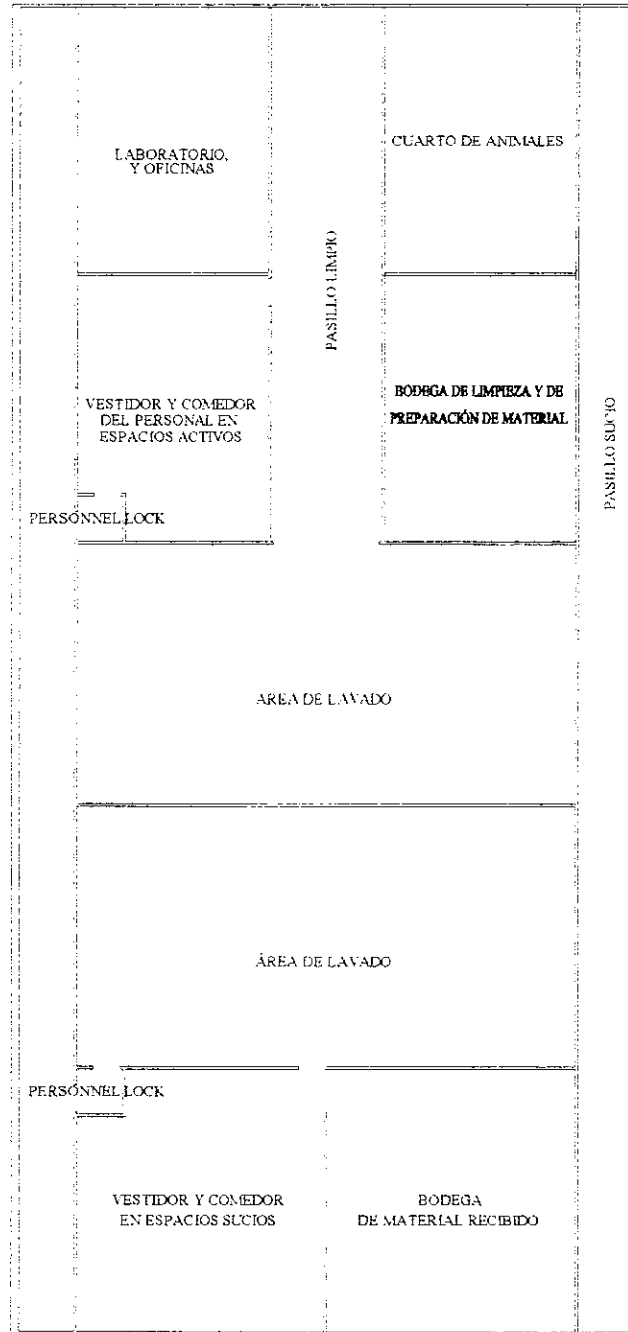 LABORATORIO,
Y OFICINAS
CUARTO DE ANIMALES
PASILLO LIMPIO
VESTIDOR Y COMEDOR
DEL PERSONAL EN
ESPACIOS ACTIVOS
BODEGA DE LIMPIEZA Y DE
PREPARACIÓN DE MATERIAL
PASILLO SUCIO
PERSONNEL LOCK
ÁREA DE LAVADO
ÁREA DE LAVADO
PERSONNEL LOCK
VESTIDOR Y COMEDOR
EN ESPACIOS SUCIOS
BODEGA
DE MATERIAL RECIBIDO